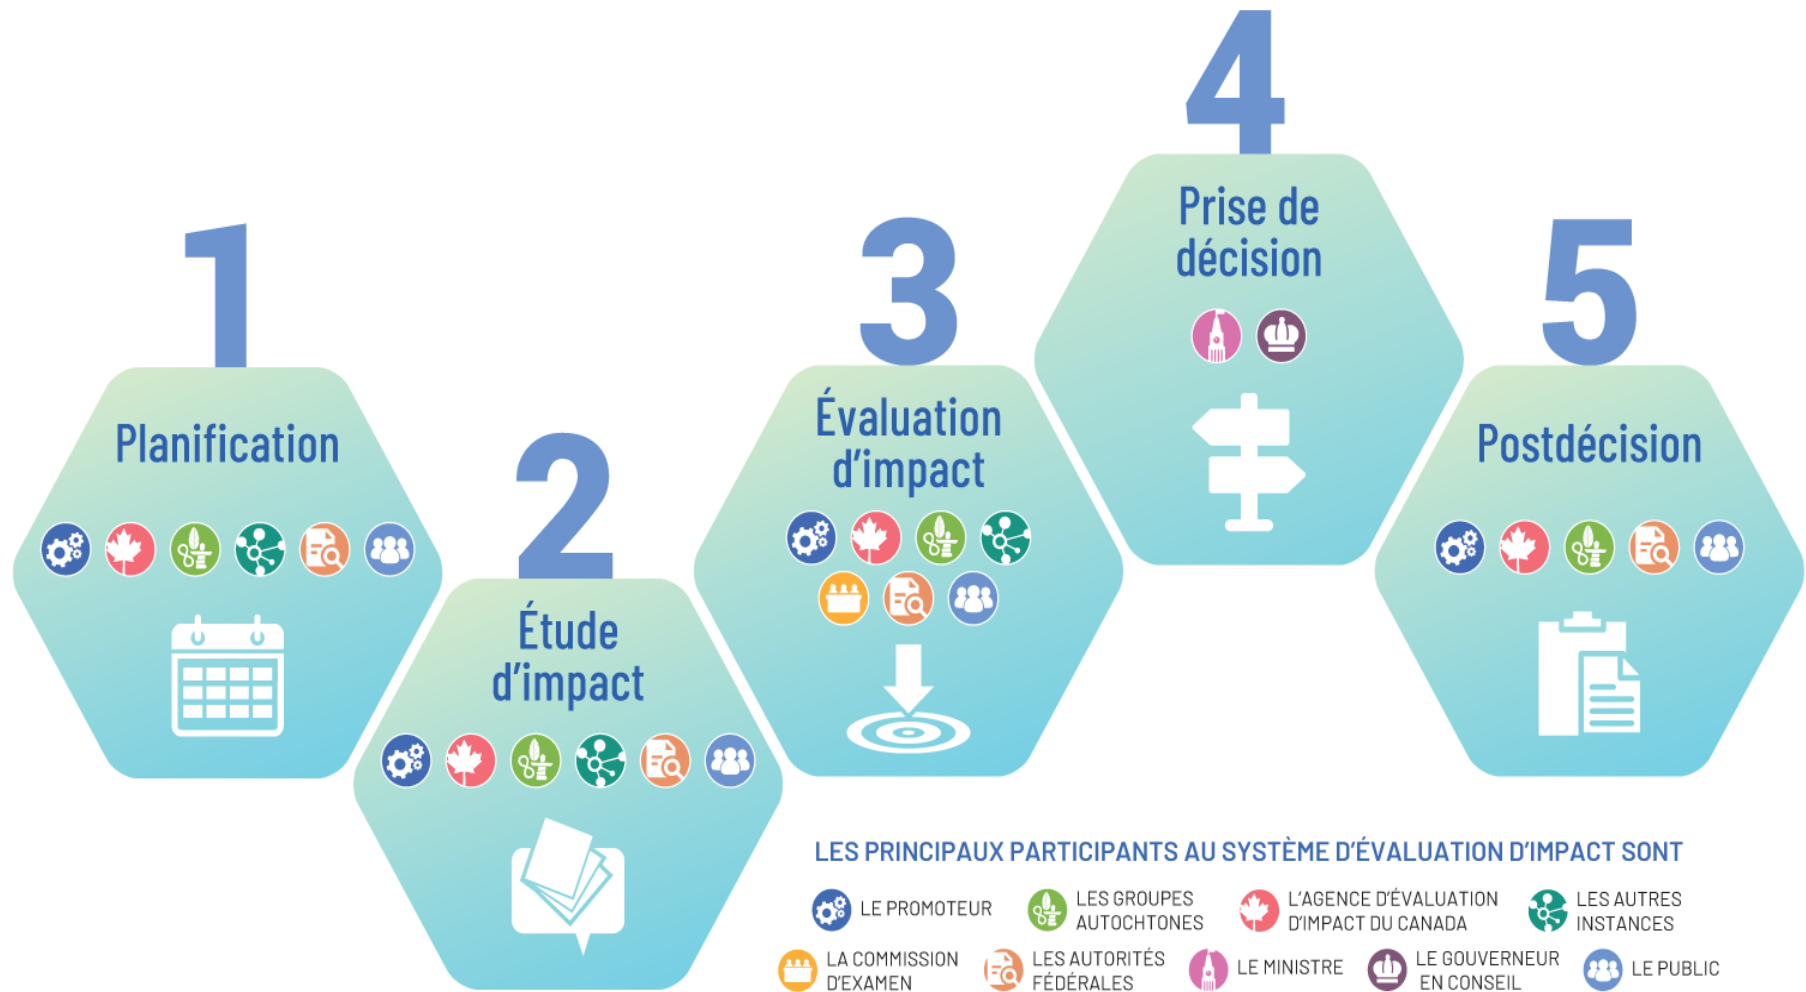 1
Planification
2
Étude
d'impact
3
Évaluation
d'impact
4
Prise de
décision
5
Postdécision
LES PRINCIPAUX PARTICIPANTS AU SYSTÈME D'ÉVALUATION D'IMPACT SONT
LE PROMOTEUR
LES GROUPES
AUTOCHTONES
L'AGENCE D'ÉVALUATION
D'IMPACT DU CANADA
LES AUTRES
INSTANCES
LA COMMISSION
D'EXAMEN
LES AUTORITÉS
FÉDÉRALES
LE MINISTRE
LE GOUVERNEUR
EN CONSEIL
LE PUBLIC